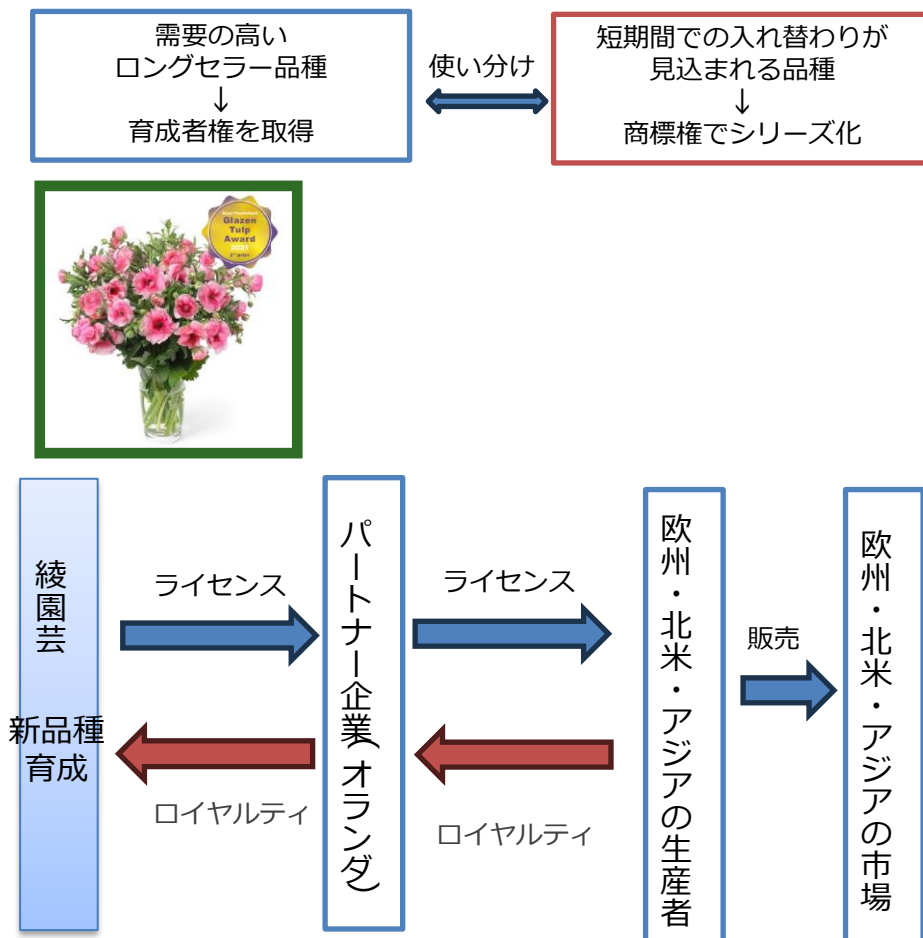 需要の高い
ロングセラー品種
↓
育成者権を取得
使い分け
短期間での入れ替わりが
見込まれる品種
↓
商標権でシリーズ化
Glazen
Tulp
Award
2021
綾園芸
新品種
育成
ライセンス
ロイヤルティ
パートナー企業(オランダ)
ライセンス
ロイヤルティ
欧州・北米・アジアの生産者
販売
欧州・北米・アジアの市場